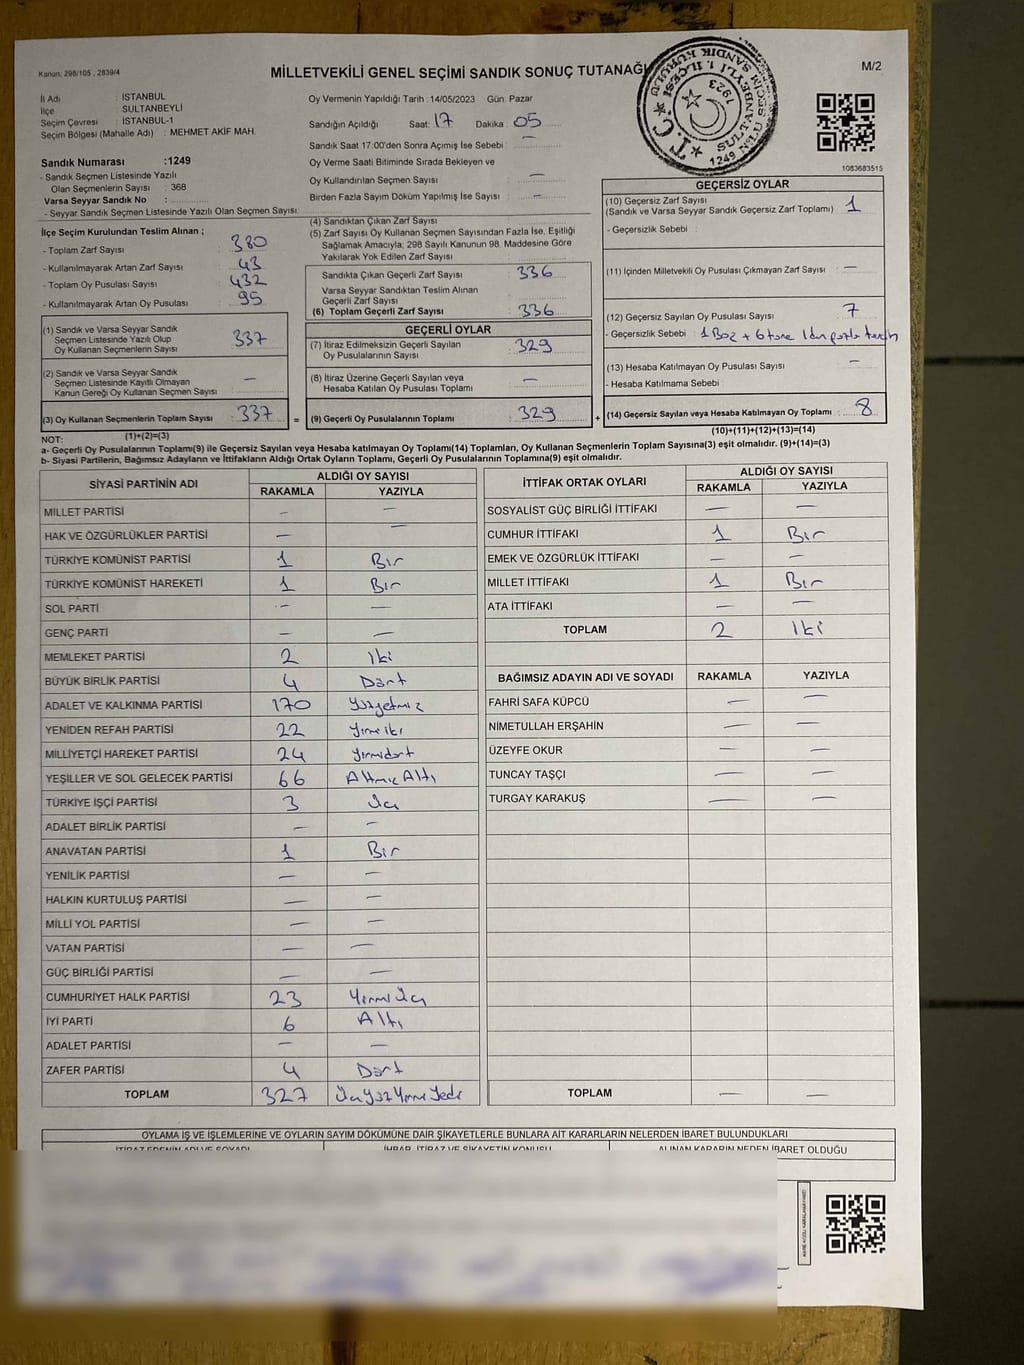 Kanun: 298/105 , 2839/4
MİLLETVEKİLİ GENEL SEÇİMİ SANDIK SONUÇ TUTANAĞI
M/2
İl Adı : İSTANBUL
İlçe : SULTANBEYLİ
Seçim Çevresi : İSTANBUL-1
Seçim Bölgesi (Mahalle Adı) : MEHMET AKİF MAH.
Sandık Numarası :1249
- Sandık Seçmen Listesinde Yazılı
Olan Seçmenlerin Sayısı : 368
Varsa Seyyar Sandık No :
- Seyyar Sandık Seçmen Listesinde Yazılı Olan Seçmen Sayısı
Oy Vermenin Yapıldığı Tarih :14/05/2023 Gün Pazar
Sandığın Açıldığı Saat: 17 Dakika 05
Sandık Saat 17:00'den Sonra Açımış İse Sebebi : —
Oy Verme Saati Bitiminde Sırada Bekleyen ve
Oy Kullandırılan Seçmen Sayısı —
Birden Fazla Sayım Döküm Yapılmış İse Sayısı : —
T.C. SULTANBEYLİ 1. İLÇESİ
1249 NOLU SEÇİM SANDIK KURULU
1923
1083683515
İlçe Seçim Kurulundan Teslim Alınan ;
- Toplam Zarf Sayısı : 380
- Kullanılmayarak Artan Zarf Sayısı : 43
- Toplam Oy Pusulası Sayısı : 432
- Kullanılmayarak Artan Oy Pusulası : 95
(4) Sandıktan Çıkan Zarf Sayısı
(5) Zarf Sayısı Oy Kullanan Seçmen Sayısından Fazla İse, Eşitliği
Sağlamak Amacıyla; 298 Sayılı Kanunun 98. Maddesine Göre
Yakılarak Yok Edilen Zarf Sayısı
Sandıkta Çıkan Geçerli Zarf Sayısı : 336
Varsa Seyyar Sandıktan Teslim Alınan
Geçerli Zarf Sayısı
(6) Toplam Geçerli Zarf Sayısı : 336
GEÇERSİZ OYLAR
(10) Geçersiz Zarf Sayısı : 1
(Sandık ve Varsa Seyyar Sandık Geçersiz Zarf Toplamı)
- Geçersizlik Sebebi :
(11) İçinden Milletvekili Oy Pusulası Çıkmayan Zarf Sayısı : —
(12) Geçersiz Sayılan Oy Pusulası Sayısı : 7
- Geçersizlik Sebebi : 1 Boş + 6 tane 1'den
(13) Hesaba Katılmayan Oy Pusulası Sayısı : —
- Hesaba Katılmama Sebebi
(14) Geçersiz Sayılan veya Hesaba Katılmayan Oy Toplamı : 8
(10)+(11)+(12)+(13)=(14)
(1) Sandık ve Varsa Seyyar Sandık
Seçmen Listesinde Yazılı Olup
Oy Kullanan Seçmenlerin Sayısı : 337
(2) Sandık ve Varsa Seyyar Sandık
Seçmen Listesinde Kayıtlı Olmayan
Kanun Gereği Oy Kullanan Seçmen Sayısı : —
(3) Oy Kullanan Seçmenlerin Toplam Sayısı : 337 =
(1)+(2)=(3)
GEÇERLİ OYLAR
(7) İtiraz Edilmeksizin Geçerli Sayılan
Oy Pusulalarının Sayısı : 329
(8) İtiraz Üzerine Geçerli Sayılan veya
Hesaba Katılan Oy Pusulası Toplamı : —
(9) Geçerli Oy Pusulalarının Toplamı : 329 +
NOT:
a- Geçerli Oy Pusulalarının Toplamı(9) ile Geçersiz Sayılan veya Hesaba katılmayan Oy Toplamı(14) Toplamları, Oy Kullanan Seçmenlerin Toplam Sayısına(3) eşit olmalıdır. (9)+(14)=(3)
b- Siyasi Partilerin, Bağımsız Adayların ve İttifakların Aldığı Ortak Oyların Toplamı, Geçerli Oy Pusulalarının Toplamına(9) eşit olmalıdır.
SİYASİ PARTİNİN ADI ALDIĞI OY SAYISI
RAKAMLA YAZIYLA
MİLLET PARTİSİ — —
HAK VE ÖZGÜRLÜKLER PARTİSİ — —
TÜRKİYE KOMÜNİST PARTİSİ 1 Bir
TÜRKİYE KOMÜNİST HAREKETİ 1 Bir
SOL PARTİ — —
GENÇ PARTİ — —
MEMLEKET PARTİSİ 2 iki
BÜYÜK BİRLİK PARTİSİ 4 Dört
ADALET VE KALKINMA PARTİSİ 170 Yüzyetmiş
YENİDEN REFAH PARTİSİ 22 Yirmi iki
MİLLİYETÇİ HAREKET PARTİSİ 24 Yirmidört
YEŞİLLER VE SOL GELECEK PARTİSİ 66 Altmış Altı
TÜRKİYE İŞÇİ PARTİSİ 3 Üç
ADALET BİRLİK PARTİSİ — —
ANAVATAN PARTİSİ 1 Bir
YENİLİK PARTİSİ — —
HALKIN KURTULUŞ PARTİSİ — —
MİLLİ YOL PARTİSİ — —
VATAN PARTİSİ — —
GÜÇ BİRLİĞİ PARTİSİ — —
CUMHURİYET HALK PARTİSİ 23 Yirmi Üç
İYİ PARTİ 6 Altı
ADALET PARTİSİ — —
ZAFER PARTİSİ 4 Dört
TOPLAM 327 Üç Yüz Yirmi Yedi
İTTİFAK ORTAK OYLARI ALDIĞI OY SAYISI
RAKAMLA YAZIYLA
SOSYALİST GÜÇ BİRLİĞİ İTTİFAKI — —
CUMHUR İTTİFAKI 1 Bir
EMEK VE ÖZGÜRLÜK İTTİFAKI — —
MİLLET İTTİFAKI 1 Bir
ATA İTTİFAKI — —
TOPLAM 2 iki
BAĞIMSIZ ADAYIN ADI VE SOYADI RAKAMLA YAZIYLA
FAHRİ SAFA KÜPCÜ — —
NİMETULLAH ERŞAHİN — —
ÜZEYFE OKUR — —
TUNCAY TAŞÇI — —
TURGAY KARAKUŞ — —
TOPLAM — —
OYLAMA İŞ VE İŞLEMLERİNE VE OYLARIN SAYIM DÖKÜMÜNE DAİR ŞİKAYETLERLE BUNLARA AİT KARARLARIN NELERDEN İBARET BULUNDUKLARI
İTİRAZ EDENİN ADI VE SOYADI İHBAR, İTİRAZ VE ŞİKAYETİN KONUSU ALINAN KARARIN NEDEN İBARET OLDUĞU